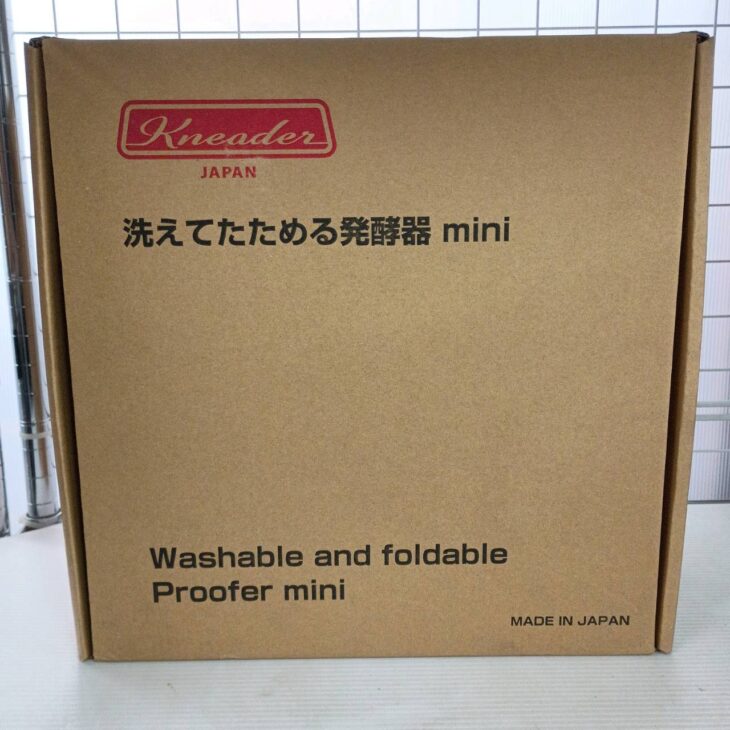 Kneader
JAPAN
洗えてたためる発酵器 mini
Washable and foldable
Proofer mini
MADE IN JAPAN